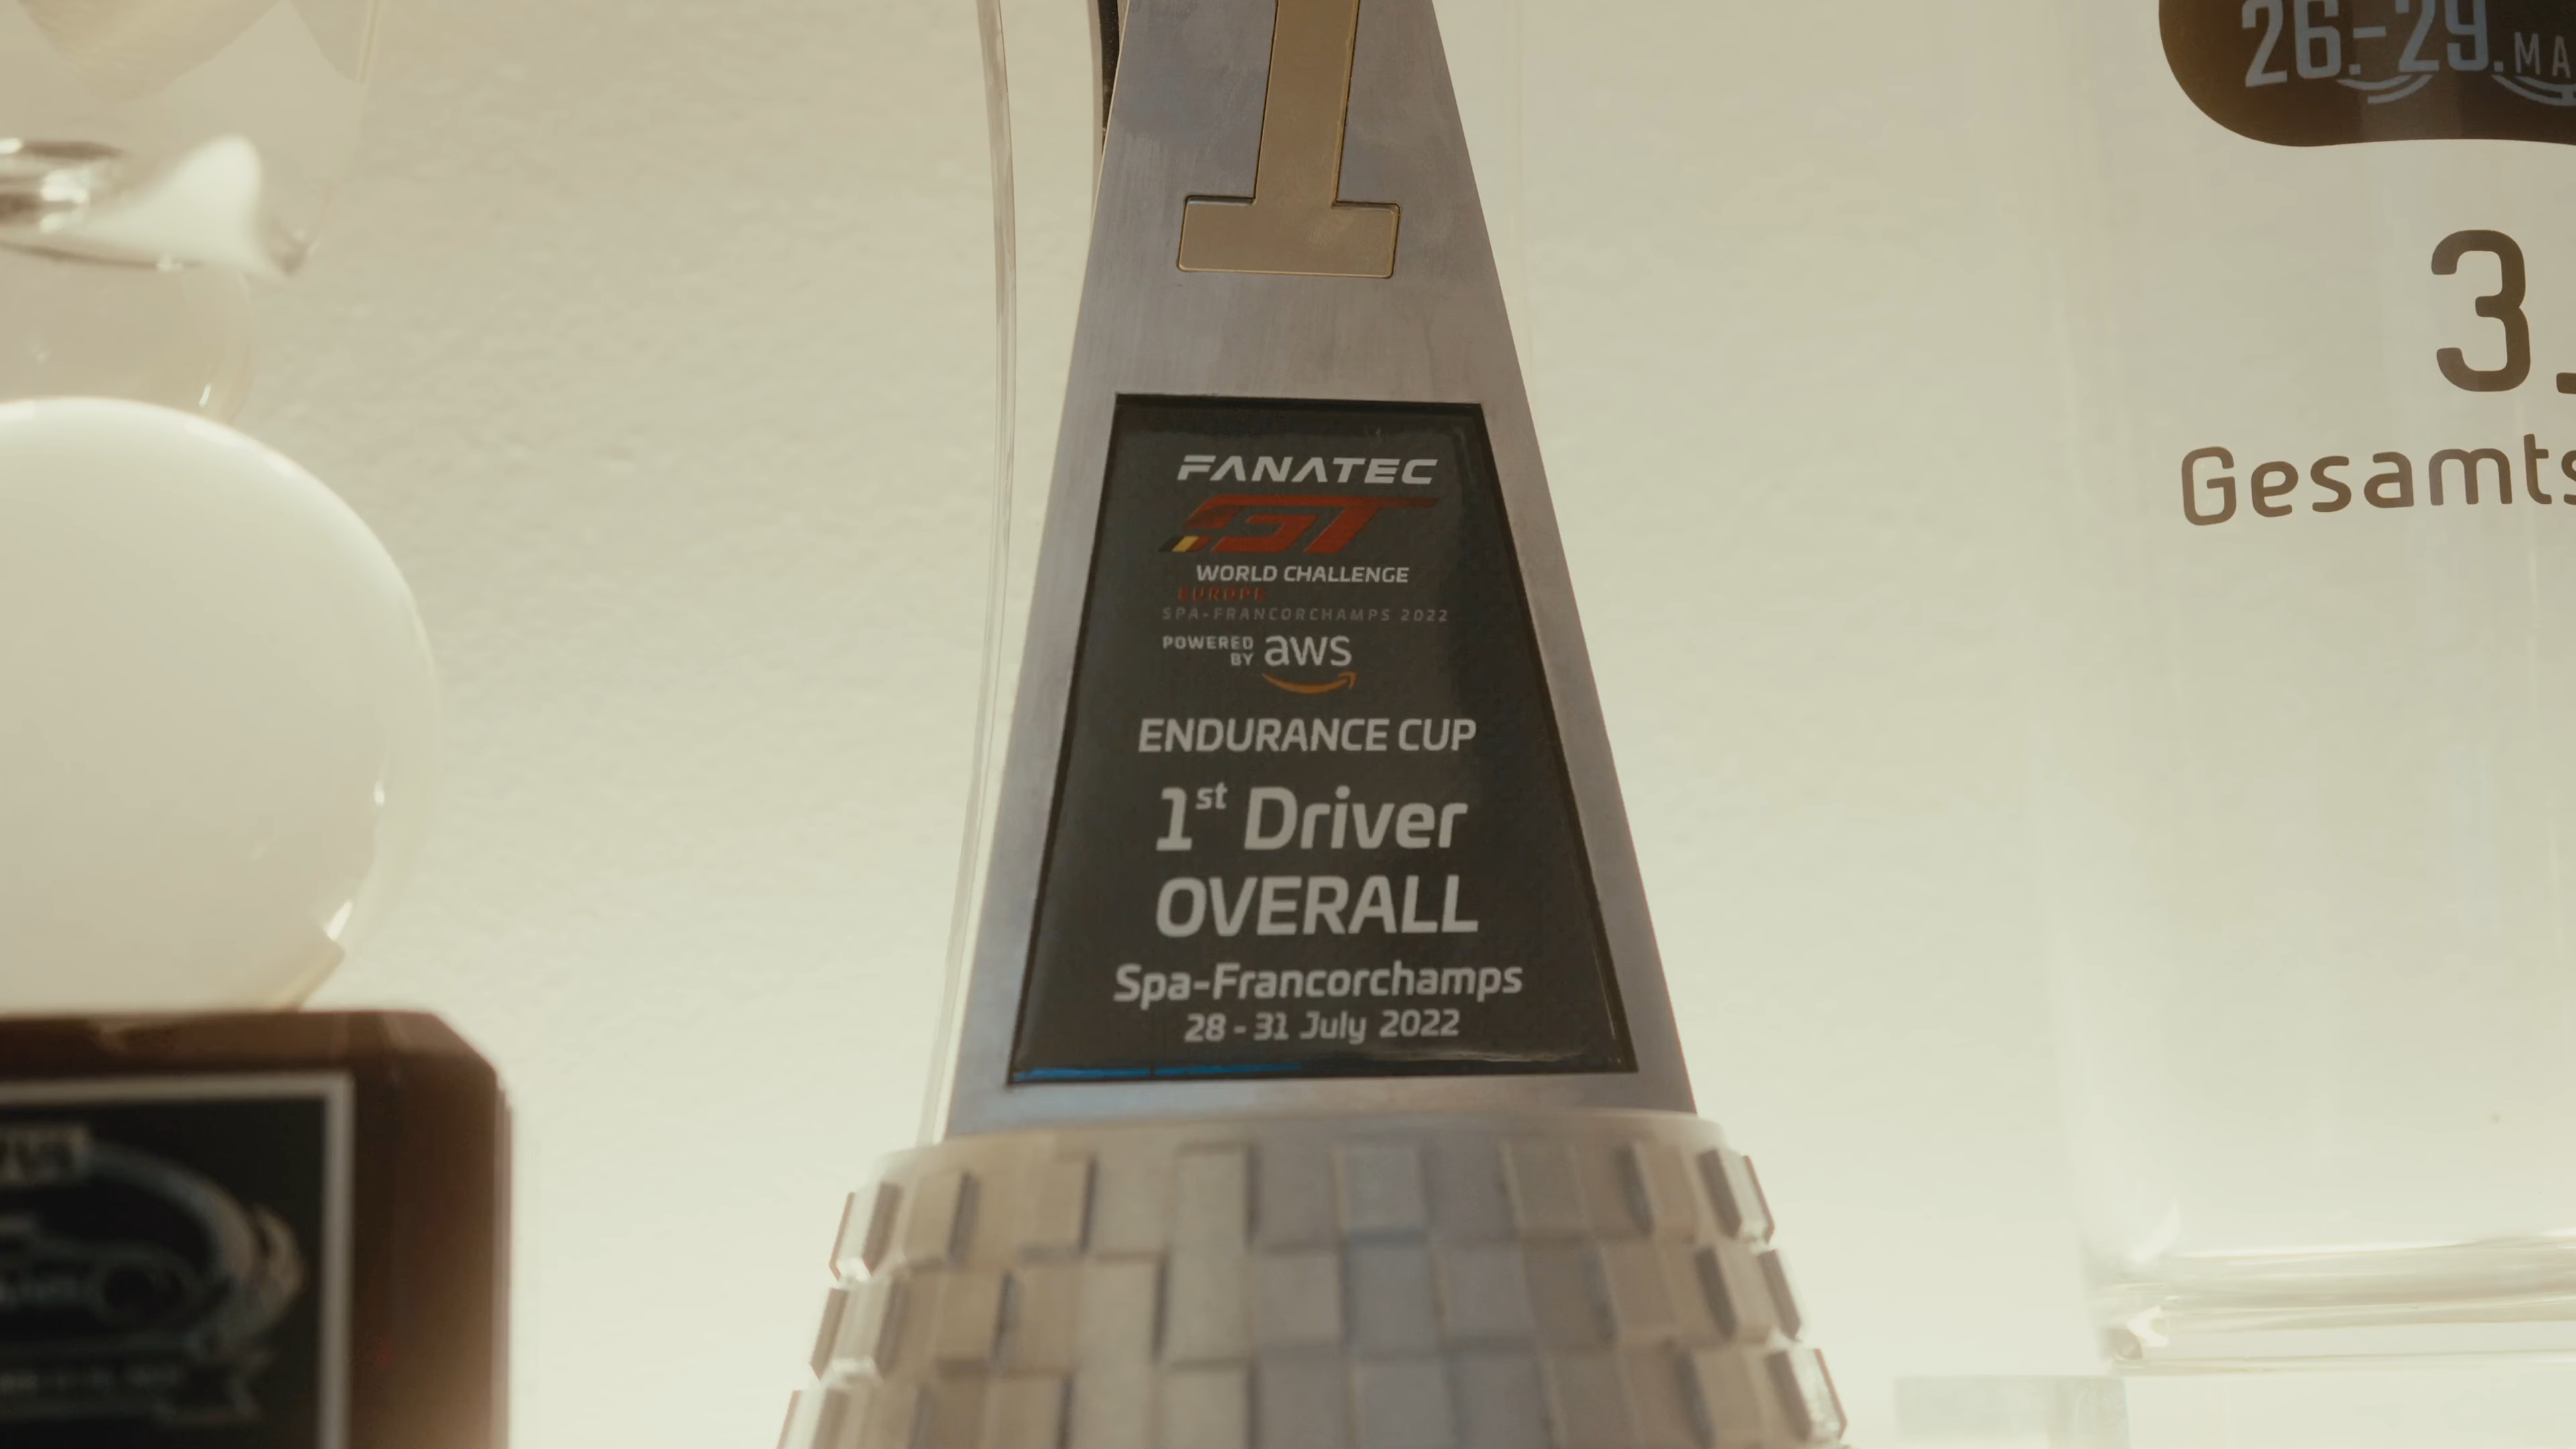 1
FANATEC
GT
WORLD CHALLENGE
EUROPE
SPA-FRANCORCHAMPS 2022
POWERED BY aws
ENDURANCE CUP
1st Driver
OVERALL
Spa-Francorchamps
28 - 31 July 2022
26.-29.MA
3.
Gesamts